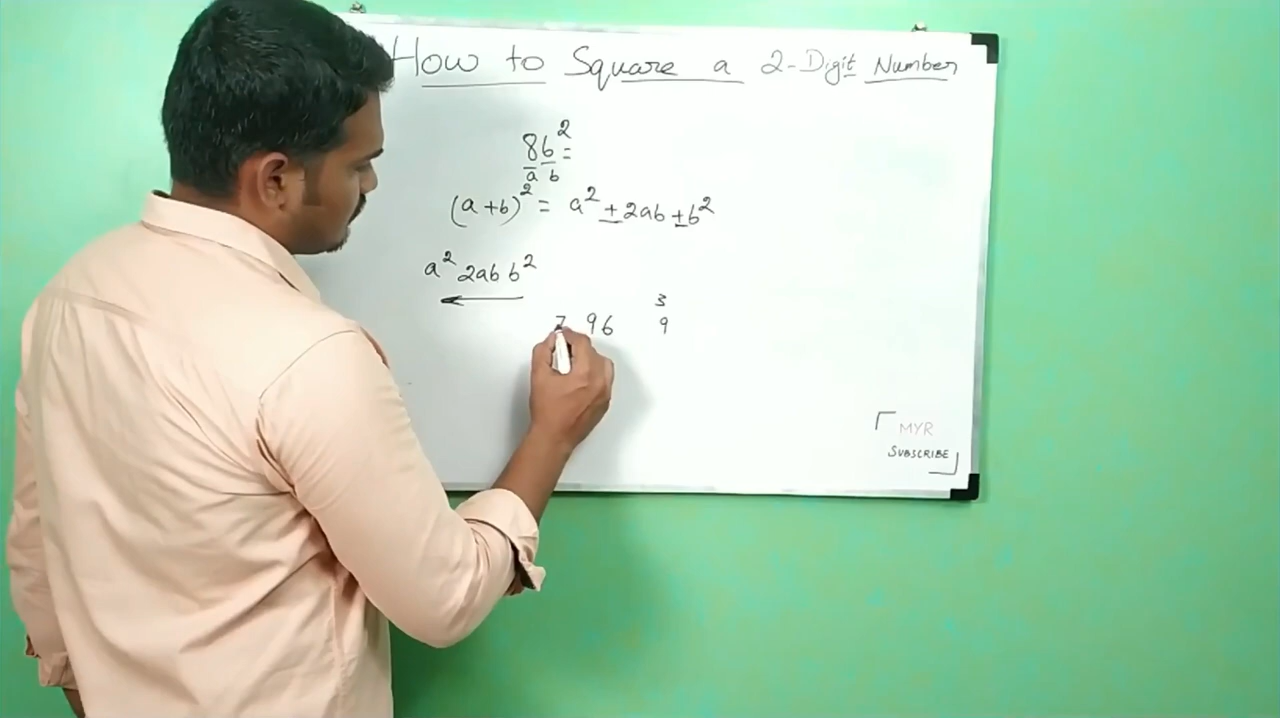 How to Square a 2-Digit Number
86² =
a b
(a+b)² = a² + 2ab + b²
a² 2ab b²
3
7 96 9
MYR
SUBSCRIBE